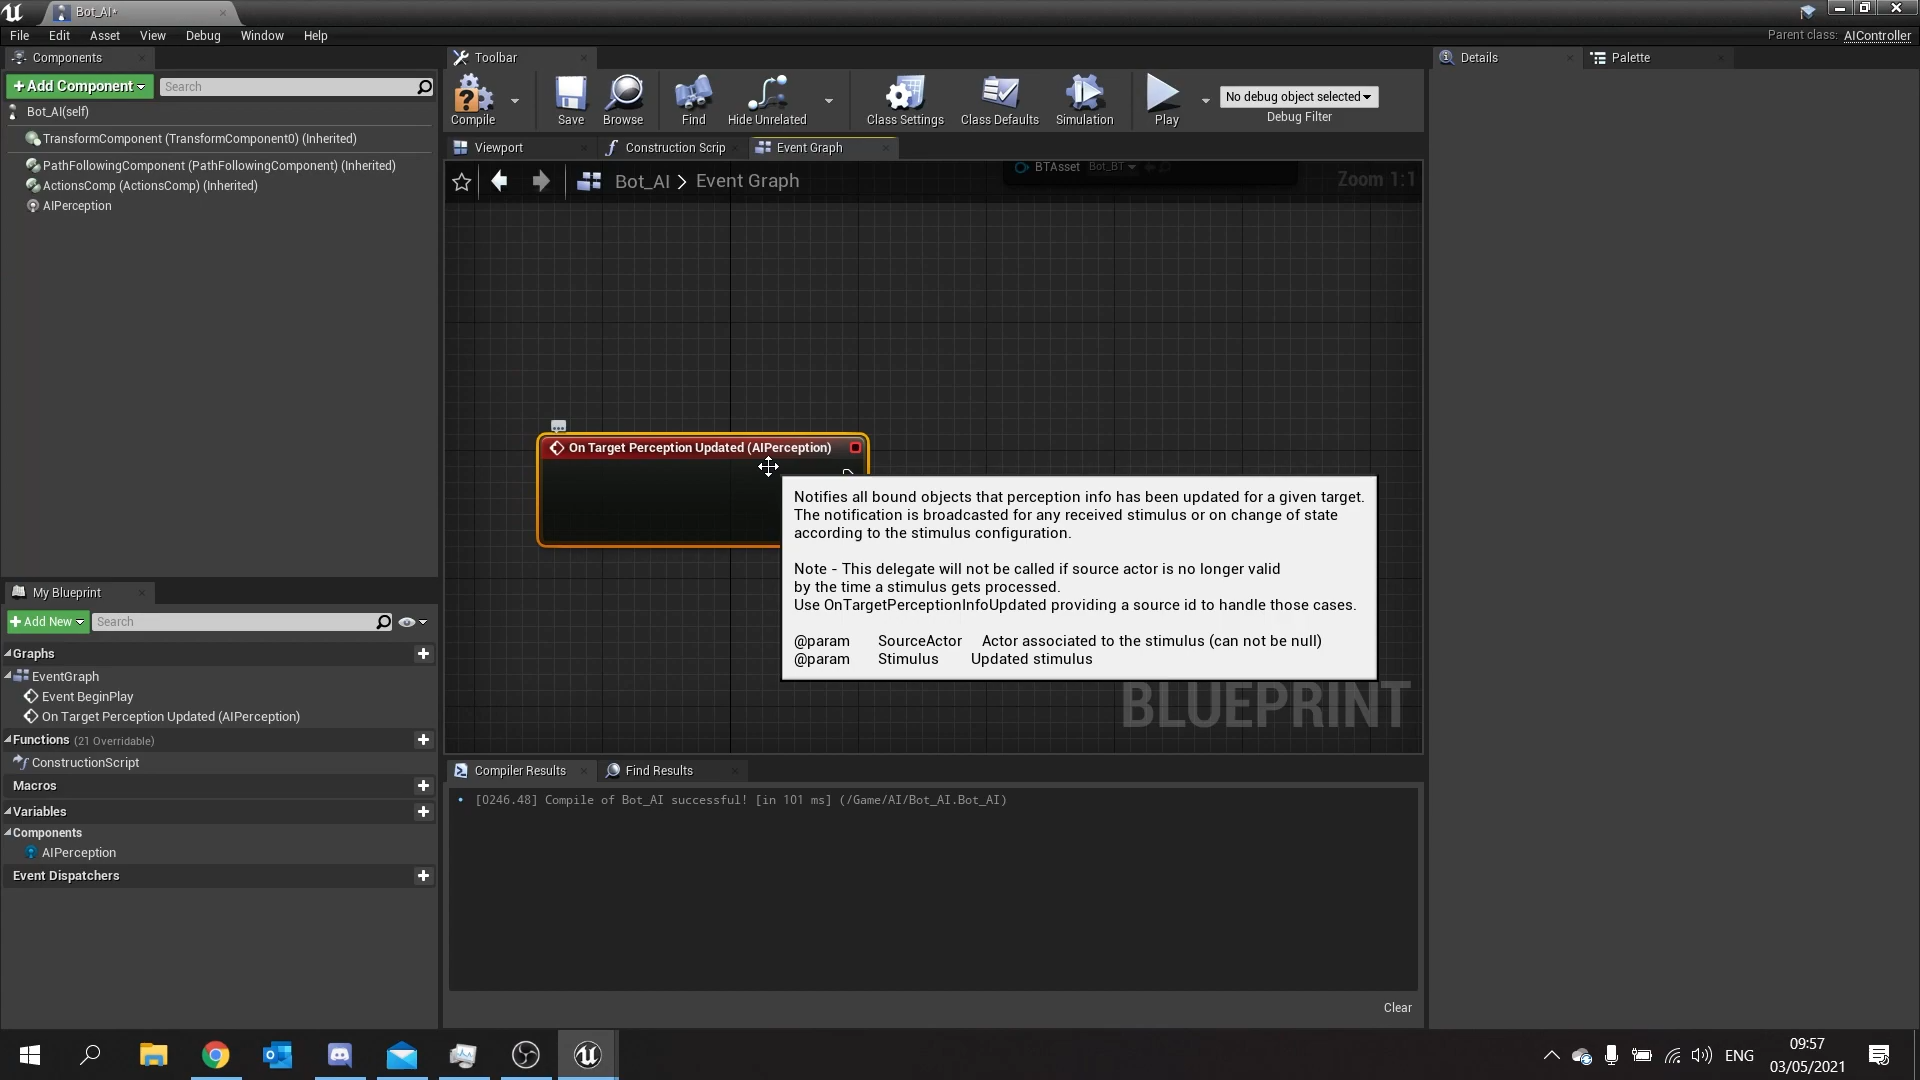 Bot_AI*
File Edit Asset View Debug Window Help
Parent class: AIController
Components
+Add Component
Search
Bot_AI(self)
TransformComponent (TransformComponent0) (Inherited)
PathFollowingComponent (PathFollowingComponent) (Inherited)
ActionsComp (ActionsComp) (Inherited)
AIPerception
Toolbar
Compile
Save
Browse
Find
Hide Unrelated
Class Settings
Class Defaults
Simulation
Play
No debug object selected
Debug Filter
Details
Palette
Viewport
Construction Scrip
Event Graph
Bot_AI > Event Graph
BTAsset Bot_BT
Zoom 1:1
On Target Perception Updated (AIPerception)
Notifies all bound objects that perception info has been updated for a given target.
The notification is broadcasted for any received stimulus or on change of state
according to the stimulus configuration.
Note - This delegate will not be called if source actor is no longer valid
by the time a stimulus gets processed.
Use OnTargetPerceptionInfoUpdated providing a source id to handle those cases.
@param SourceActor Actor associated to the stimulus (can not be null)
@param Stimulus Updated stimulus
BLUEPRINT
My Blueprint
+Add New
Search
Graphs
EventGraph
Event BeginPlay
On Target Perception Updated (AIPerception)
Functions (21 Overridable)
ConstructionScript
Macros
Variables
Components
AIPerception
Event Dispatchers
Compiler Results
Find Results
[0246.48] Compile of Bot_AI successful! [in 101 ms] (/Game/AI/Bot_AI.Bot_AI)
Clear
ENG
09:57
03/05/2021